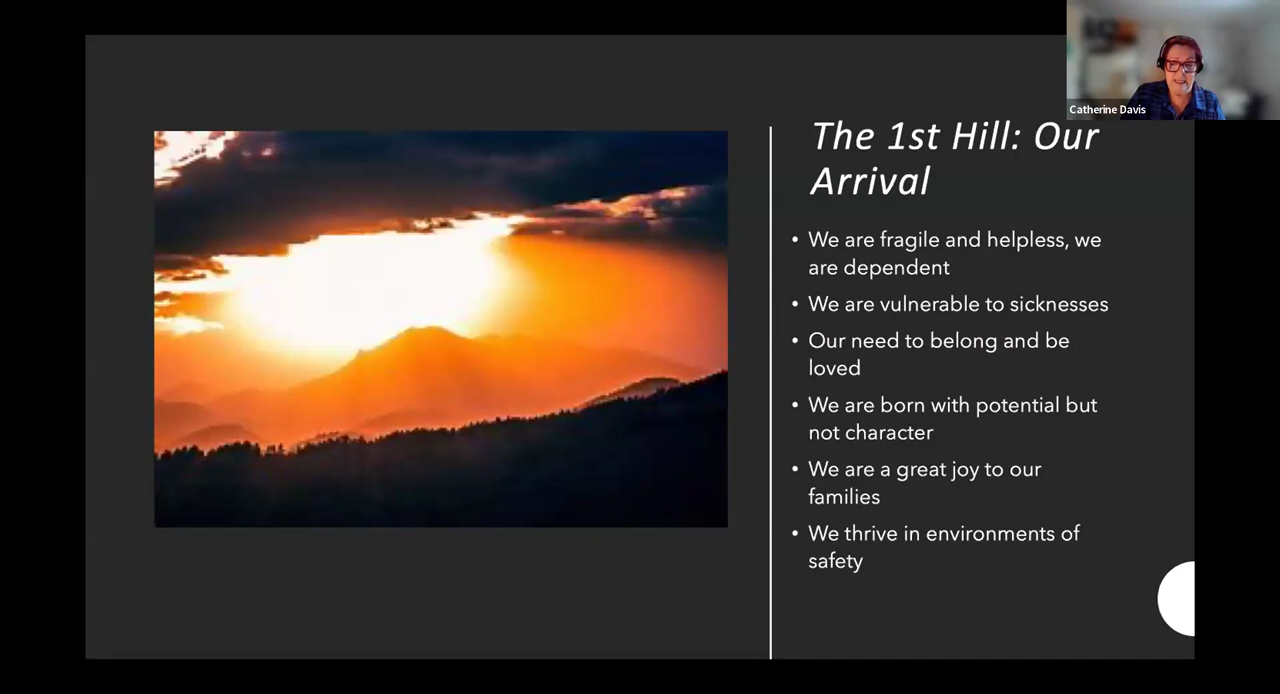 Catherine Davis
The 1st Hill: Our
Arrival
• We are fragile and helpless, we
are dependent
• We are vulnerable to sicknesses
• Our need to belong and be
loved
• We are born with potential but
not character
• We are a great joy to our
families
• We thrive in environments of
safety